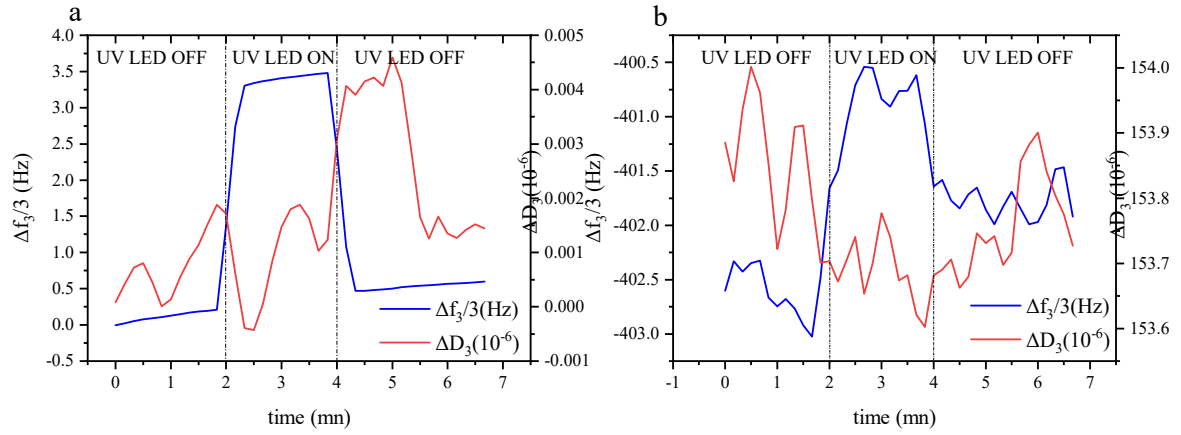 a
UV LED OFF
UV LED ON
UV LED OFF
4.0
3.5
3.0
2.5
2.0
1.5
1.0
0.5
0.0
-0.5
Δf₃/3 (Hz)
0.005
0.004
0.003
0.002
0.001
0.000
-0.001
ΔD₃(10⁻⁶)
Δf₃/3(Hz)
ΔD₃(10⁻⁶)
0 1 2 3 4 5 6 7
time (mn)
b
UV LED OFF
UV LED ON
UV LED OFF
-400.5
-401.0
-401.5
-402.0
-402.5
-403.0
Δf₃/3 (Hz)
154.0
153.9
153.8
153.7
153.6
ΔD₃(10⁻⁶)
Δf₃/3(Hz)
ΔD₃(10⁻⁶)
-1 0 1 2 3 4 5 6 7
time (mn)